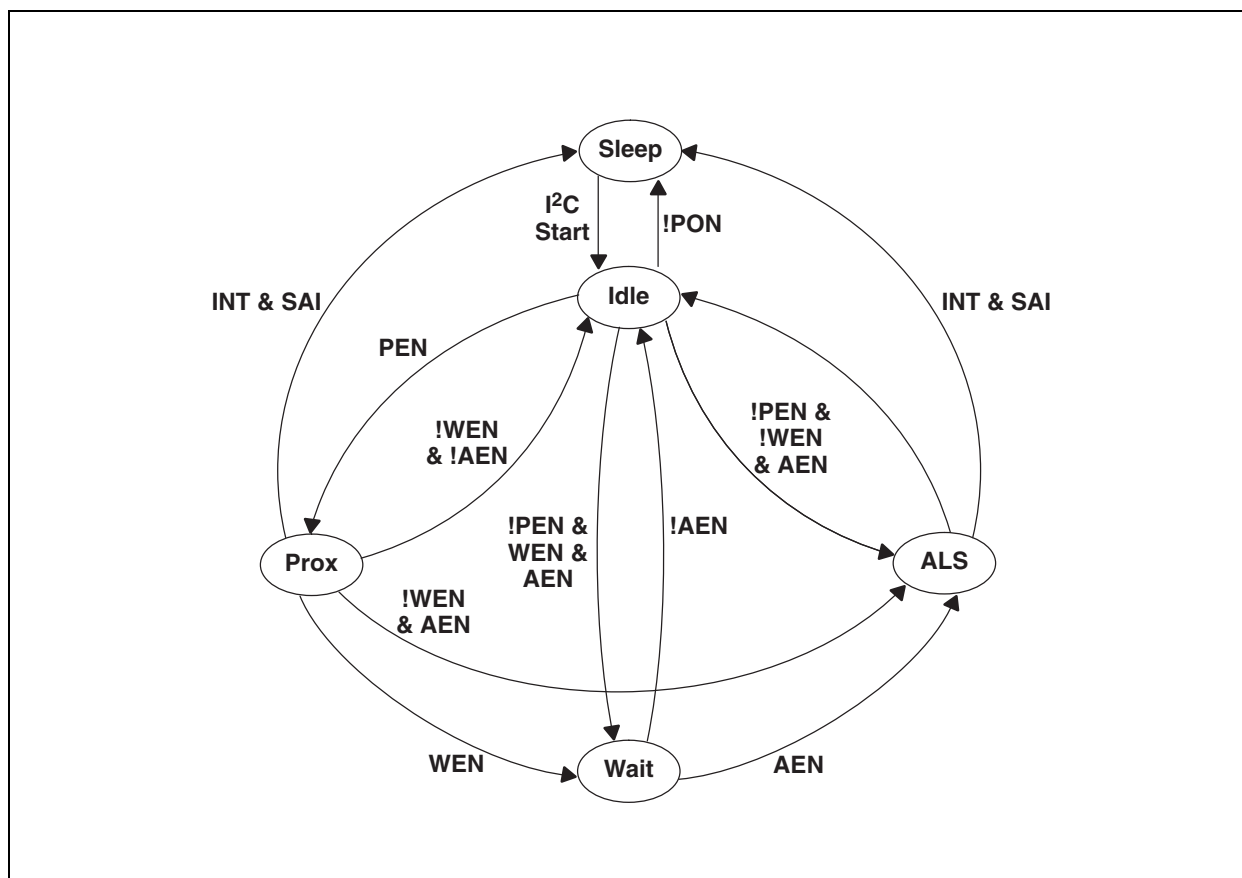 Sleep
I²C
Start
!PON
Idle
INT & SAI
INT & SAI
PEN
!WEN
& !AEN
!PEN &
!WEN
& AEN
!PEN &
WEN &
AEN
!AEN
Prox
ALS
!WEN
& AEN
WEN
Wait
AEN